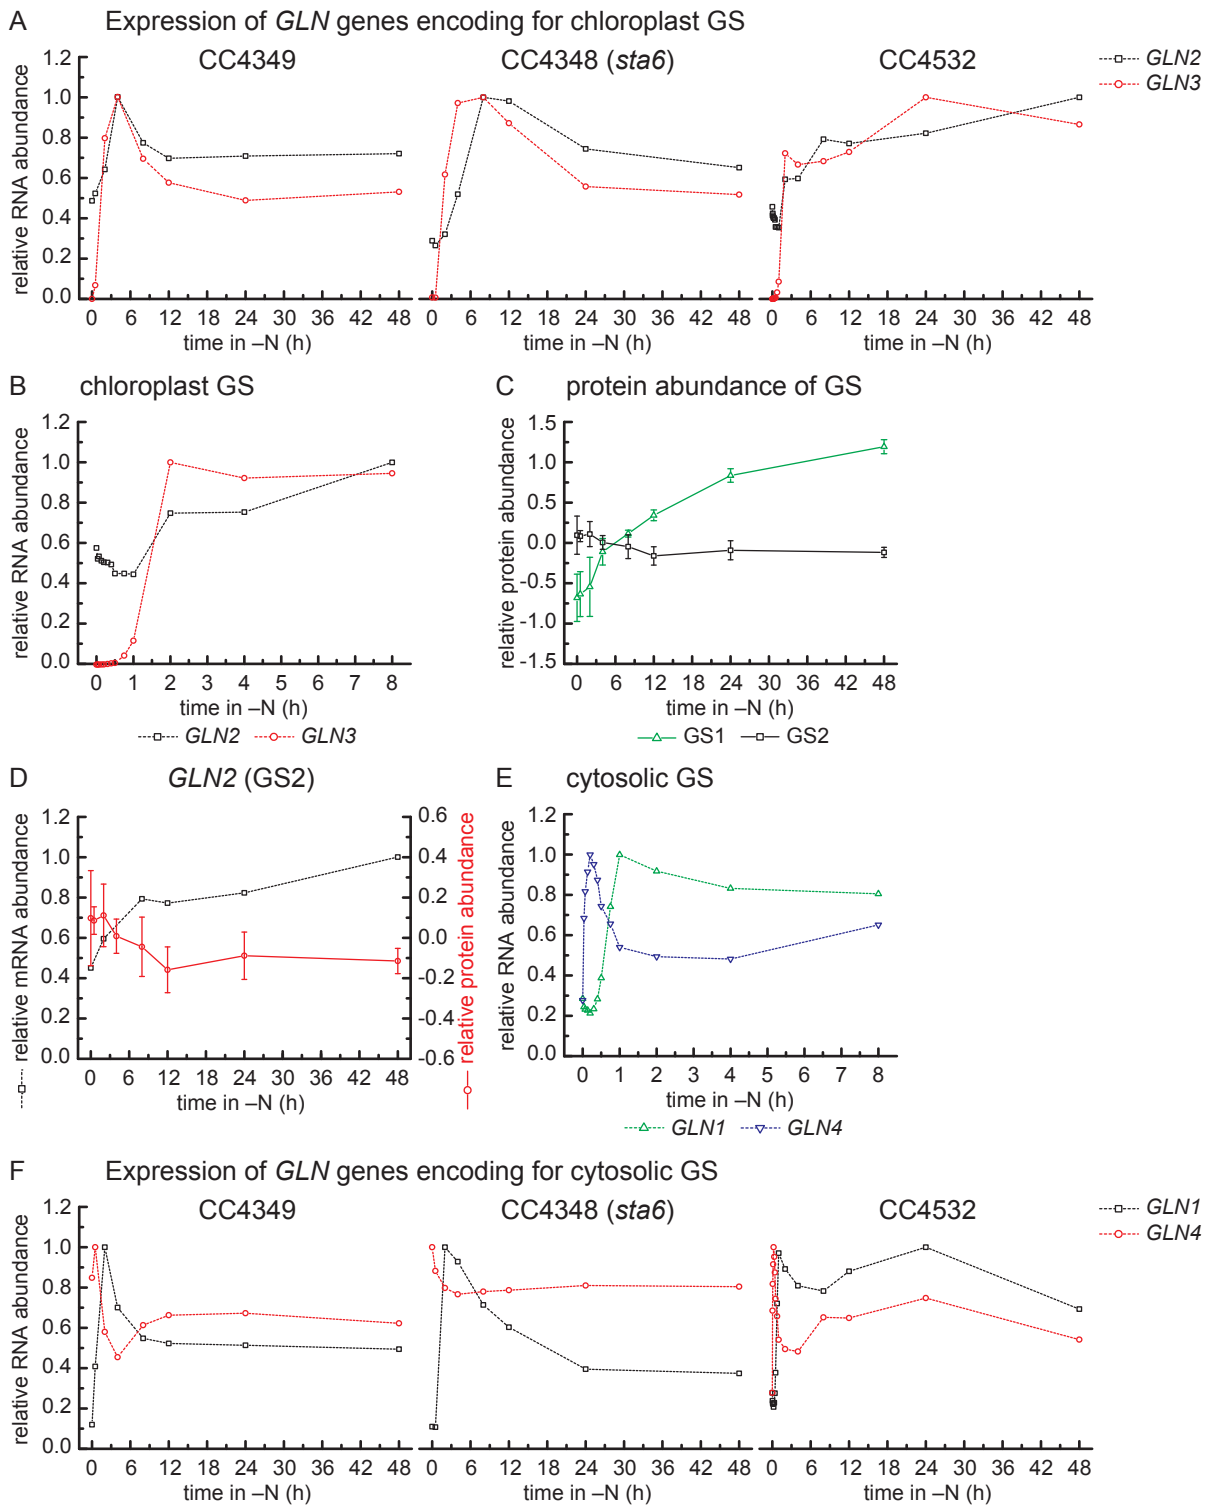 A Expression of GLN genes encoding for chloroplast GS
CC4349 CC4348 (sta6) CC4532
GLN2
GLN3
relative RNA abundance
1.2
1.0
0.8
0.6
0.4
0.2
0.0
0 6 12 18 24 30 36 42 48 0 6 12 18 24 30 36 42 48 0 6 12 18 24 30 36 42 48
time in –N (h) time in –N (h) time in –N (h)
B chloroplast GS
relative RNA abundance
1.2
1.0
0.8
0.6
0.4
0.2
0.0
0 1 2 3 4 5 6 7 8
time in –N (h)
GLN2 GLN3
C protein abundance of GS
relative protein abundance
1.5
1.0
0.5
0.0
-0.5
-1.0
-1.5
0 6 12 18 24 30 36 42 48
time in –N (h)
GS1 GS2
D GLN2 (GS2)
relative mRNA abundance
1.2
1.0
0.8
0.6
0.4
0.2
0.0
0.6
0.4
0.2
0.0
-0.2
-0.4
-0.6
relative protein abundance
0 6 12 18 24 30 36 42 48
time in –N (h)
E cytosolic GS
relative RNA abundance
1.2
1.0
0.8
0.6
0.4
0.2
0.0
0 1 2 3 4 5 6 7 8
time in –N (h)
GLN1 GLN4
F Expression of GLN genes encoding for cytosolic GS
CC4349 CC4348 (sta6) CC4532
GLN1
GLN4
relative RNA abundance
1.2
1.0
0.8
0.6
0.4
0.2
0.0
0 6 12 18 24 30 36 42 48 0 6 12 18 24 30 36 42 48 0 6 12 18 24 30 36 42 48
time in –N (h) time in –N (h) time in –N (h)